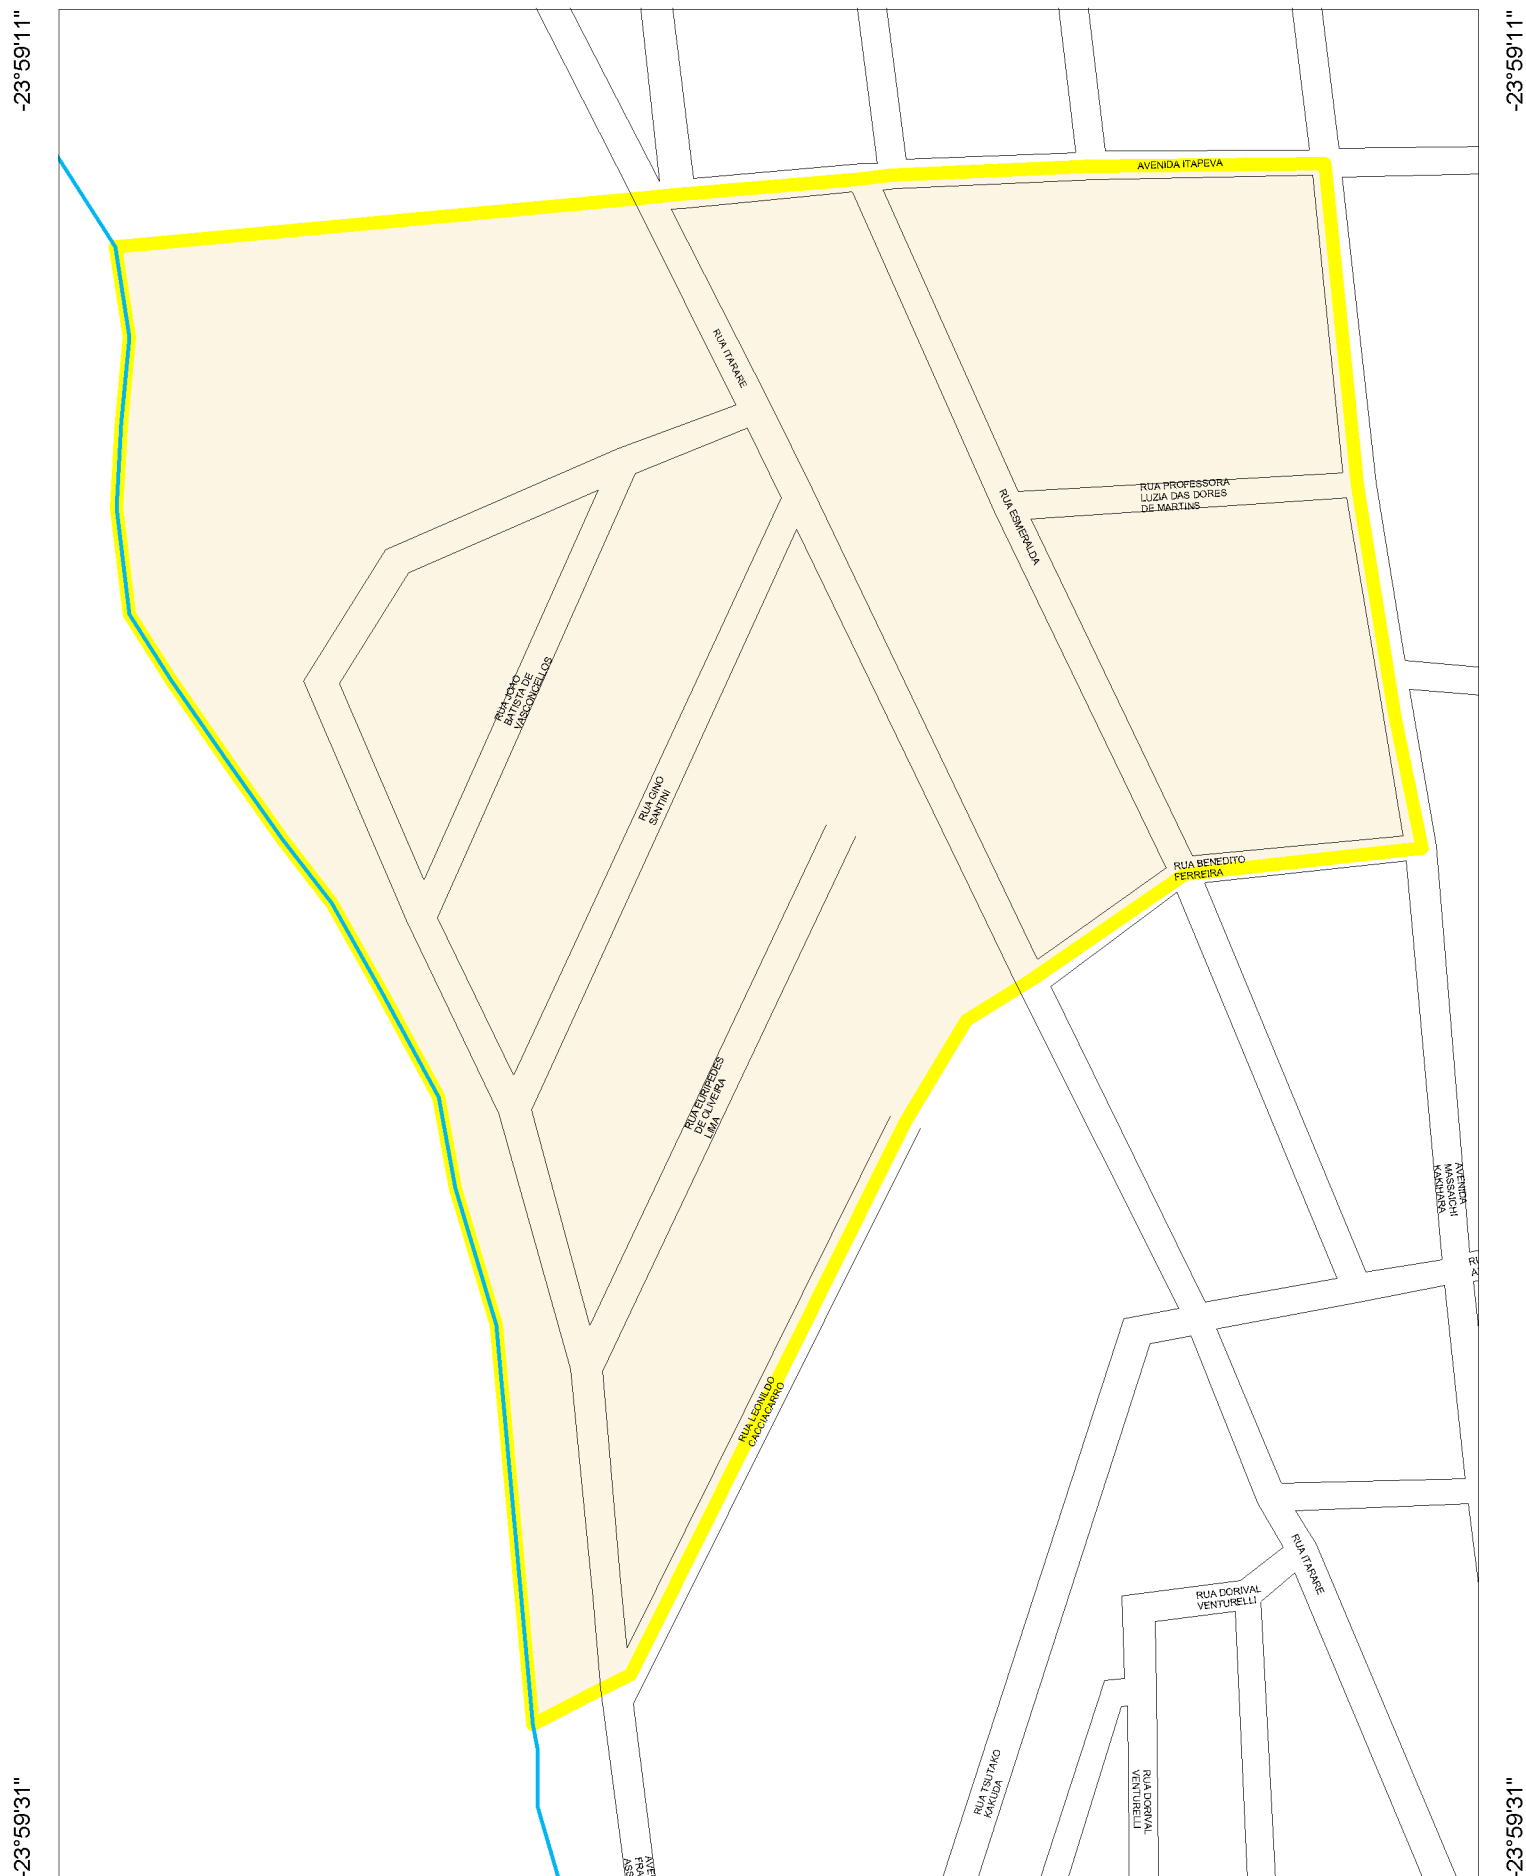 -23°59'11"
-23°59'11"
AVENIDA ITAPEVA
RUA ITARARE
RUA PROFESSORA
LUZIA DAS DORES
DE MARTINS
RUA ESMERALDA
RUA JOAO
BATISTA DE
VASCONCELLOS
RUA GINO
SANTINI
RUA BENEDITO
FERREIRA
RUA EURIPEDES
DE OLIVEIRA
LIMA
AVENIDA
MASSAICHI
KAKIHARA
RUA LEONILDO
CACCIACARRO
RUA ITARARE
RUA DORIVAL
VENTURELLI
RUA TSUTAKO
KAKUDA
RUA DORIVAL
VENTURELLI
-23°59'31"
-23°59'31"